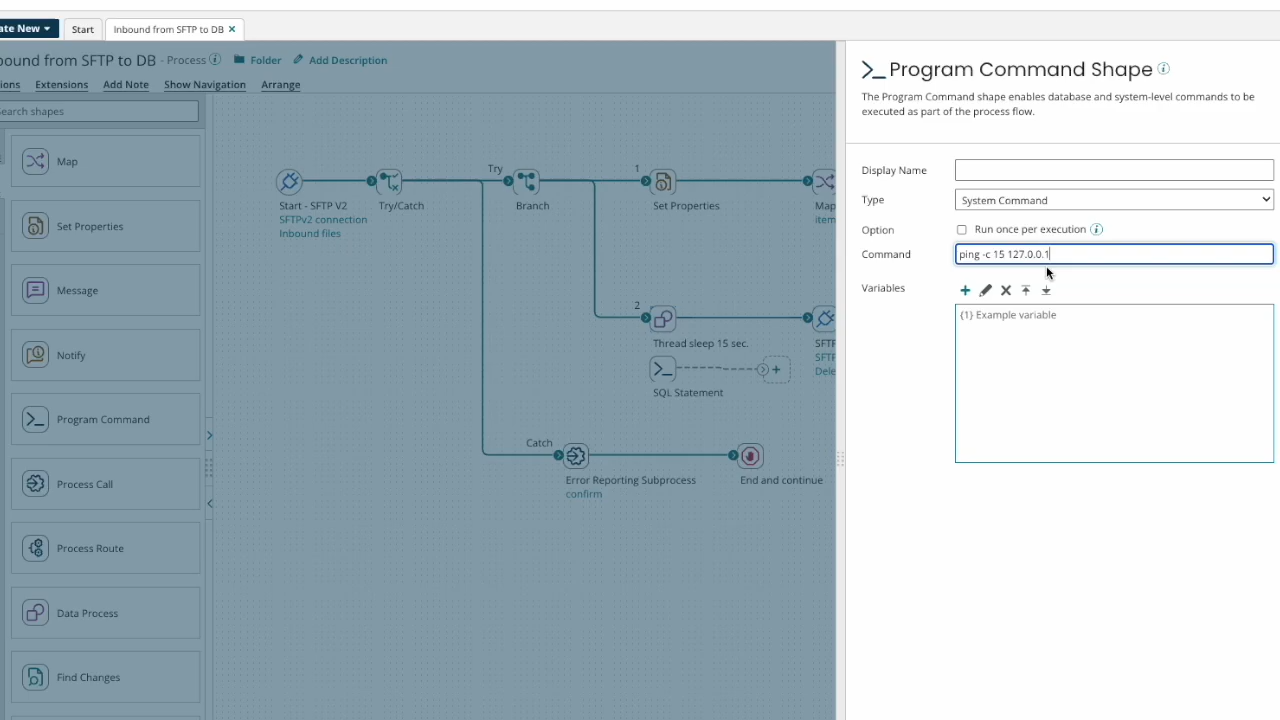 ate New
Start
Inbound from SFTP to DB
bound from SFTP to DB - Process
Folder
Add Description
ions
Extensions
Add Note
Show Navigation
Arrange
Search shapes
Map
Set Properties
Message
Notify
Program Command
Process Call
Process Route
Data Process
Find Changes
Start - SFTP V2
SFTPv2 connection
Inbound files
Try/Catch
Try
Branch
1
Set Properties
Map
item
2
Thread sleep 15 sec.
SFTF
SFTF
Dele
SQL Statement
Catch
Error Reporting Subprocess
confirm
End and continue
Program Command Shape
The Program Command shape enables database and system-level commands to be
executed as part of the process flow.
Display Name
Type
System Command
Option
Run once per execution
Command
ping -c 15 127.0.0.1
Variables
{1} Example variable